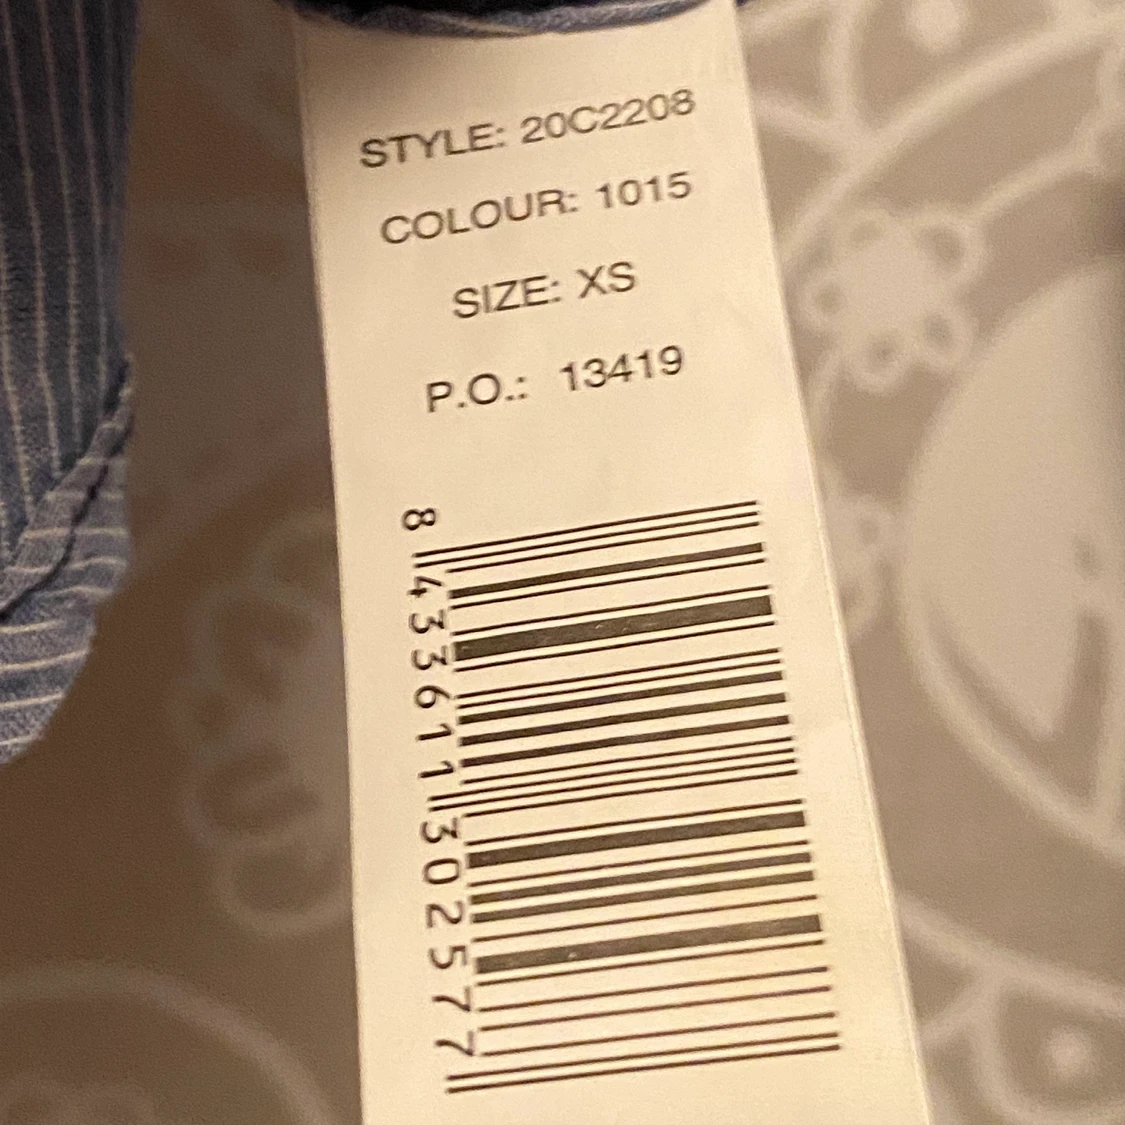 STYLE: 20C2208
COLOUR: 1015
SIZE: XS
P.O.: 13419
8 433611 302577